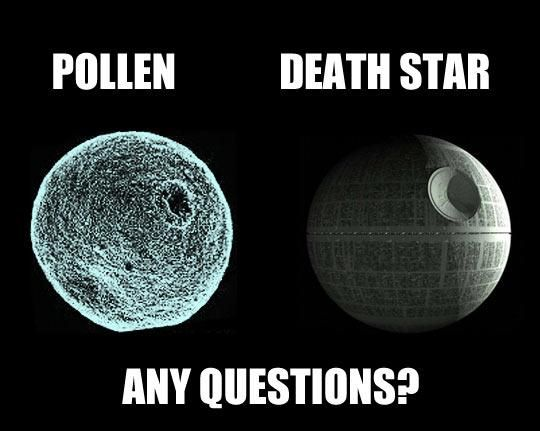 POLLEN
DEATH STAR
ANY QUESTIONS?